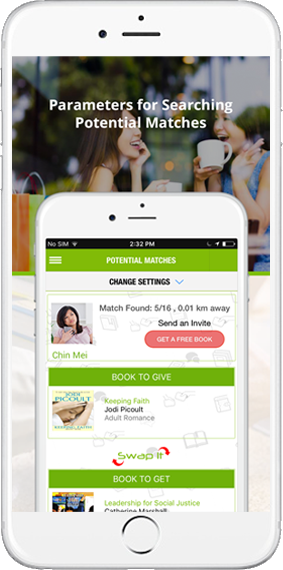 Parameters for Searching
Potential Matches
No SIM
2:32 PM
POTENTIAL MATCHES
CHANGE SETTINGS
Match Found: 5/16 , 0.01 km away
Send an Invite
GET A FREE BOOK
Chin Mei
BOOK TO GIVE
JODI
PICOULT
KEEPING FAITH
Keeping Faith
Jodi Picoult
Adult Romance
Swap It
BOOK TO GET
Leadership for Social Justice
Catherine Marshall-